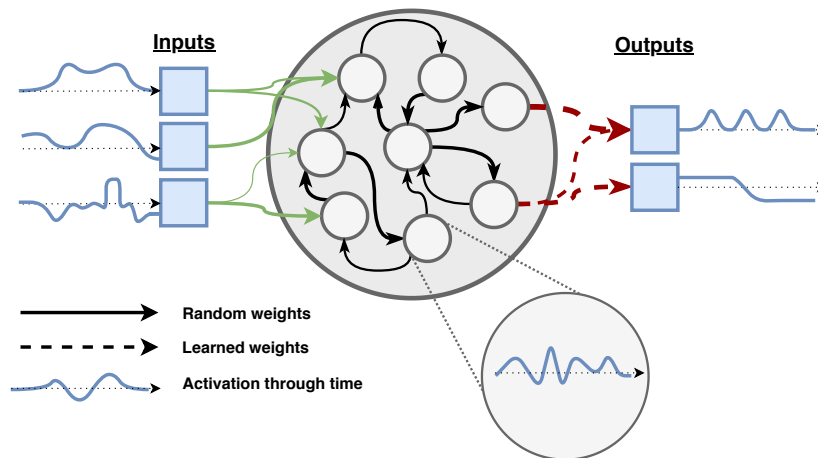 Inputs
Outputs
Random weights
Learned weights
Activation through time